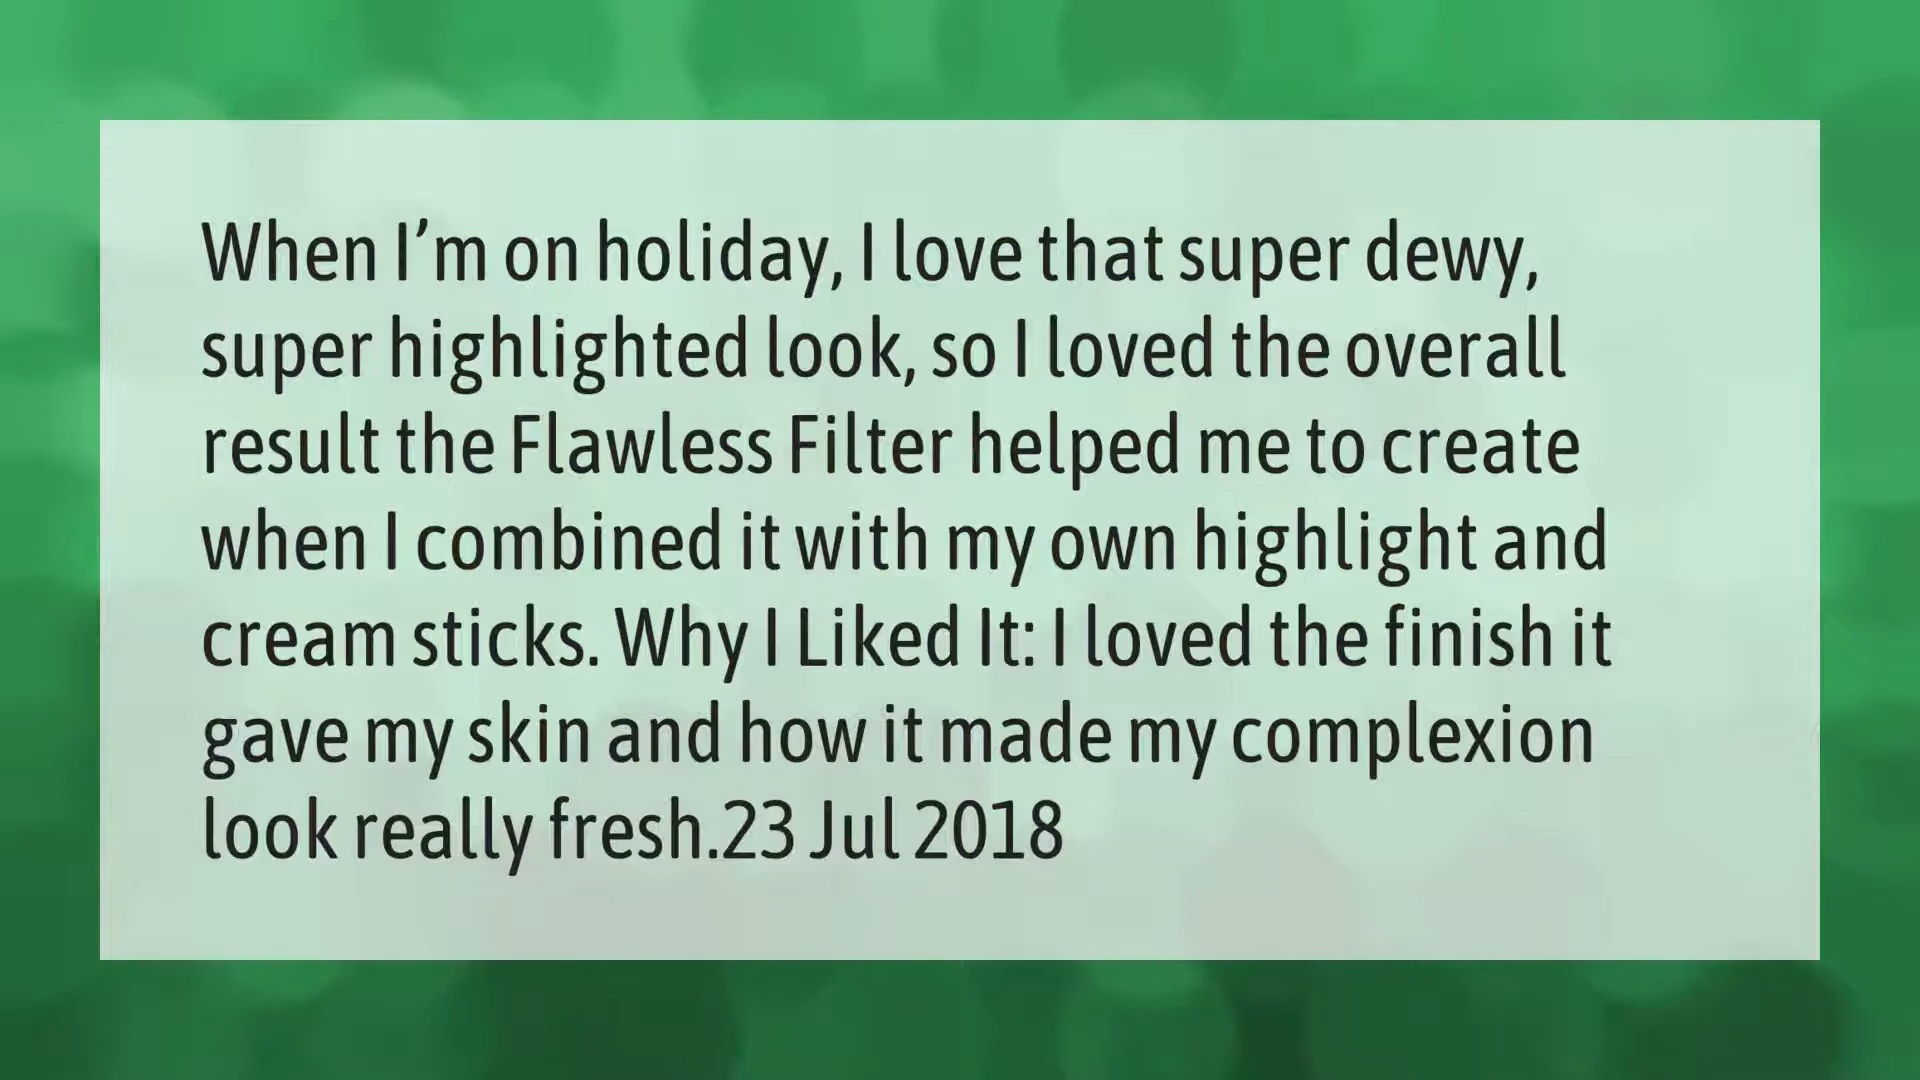 When I’m on holiday, I love that super dewy,
super highlighted look, so I loved the overall
result the Flawless Filter helped me to create
when I combined it with my own highlight and
cream sticks. Why I Liked It: I loved the finish it
gave my skin and how it made my complexion
look really fresh.23 Jul 2018